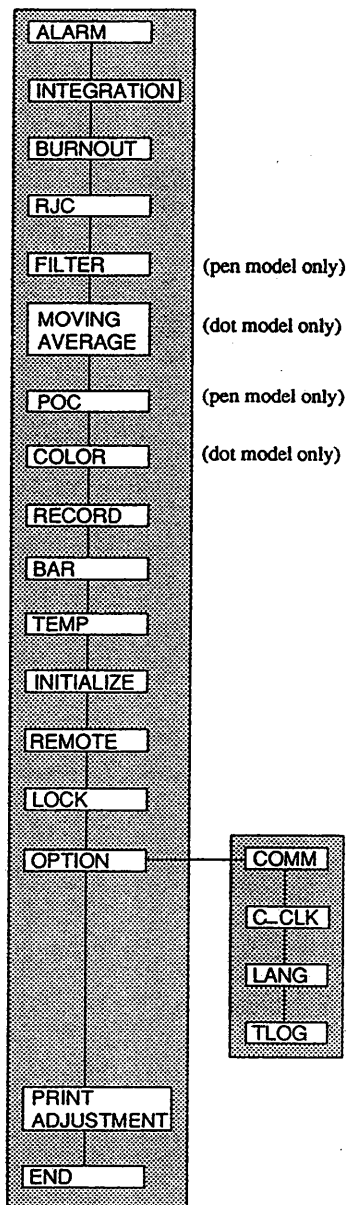 ALARM
INTEGRATION
BURNOUT
RJC
FILTER (pen model only)
MOVING
AVERAGE (dot model only)
POC (pen model only)
COLOR (dot model only)
RECORD
BAR
TEMP
INITIALIZE
REMOTE
LOCK
OPTION COMM
C_CLK
LANG
TLOG
PRINT
ADJUSTMENT
END